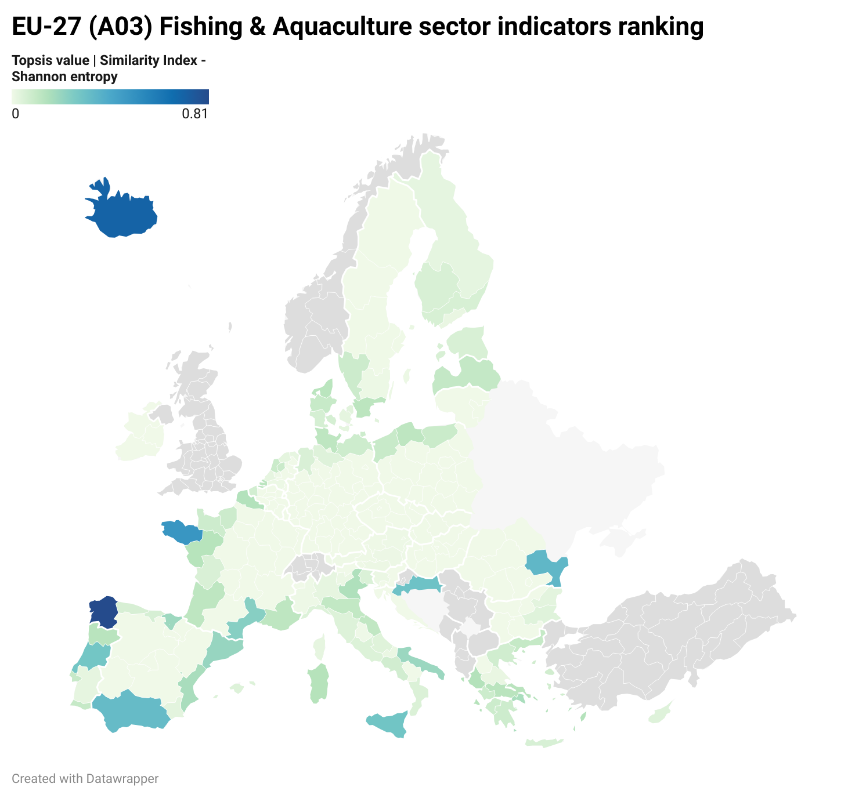 EU-27 (A03) Fishing & Aquaculture sector indicators ranking
Topsis value | Similarity Index -
Shannon entropy
0 0.81
Created with Datawrapper